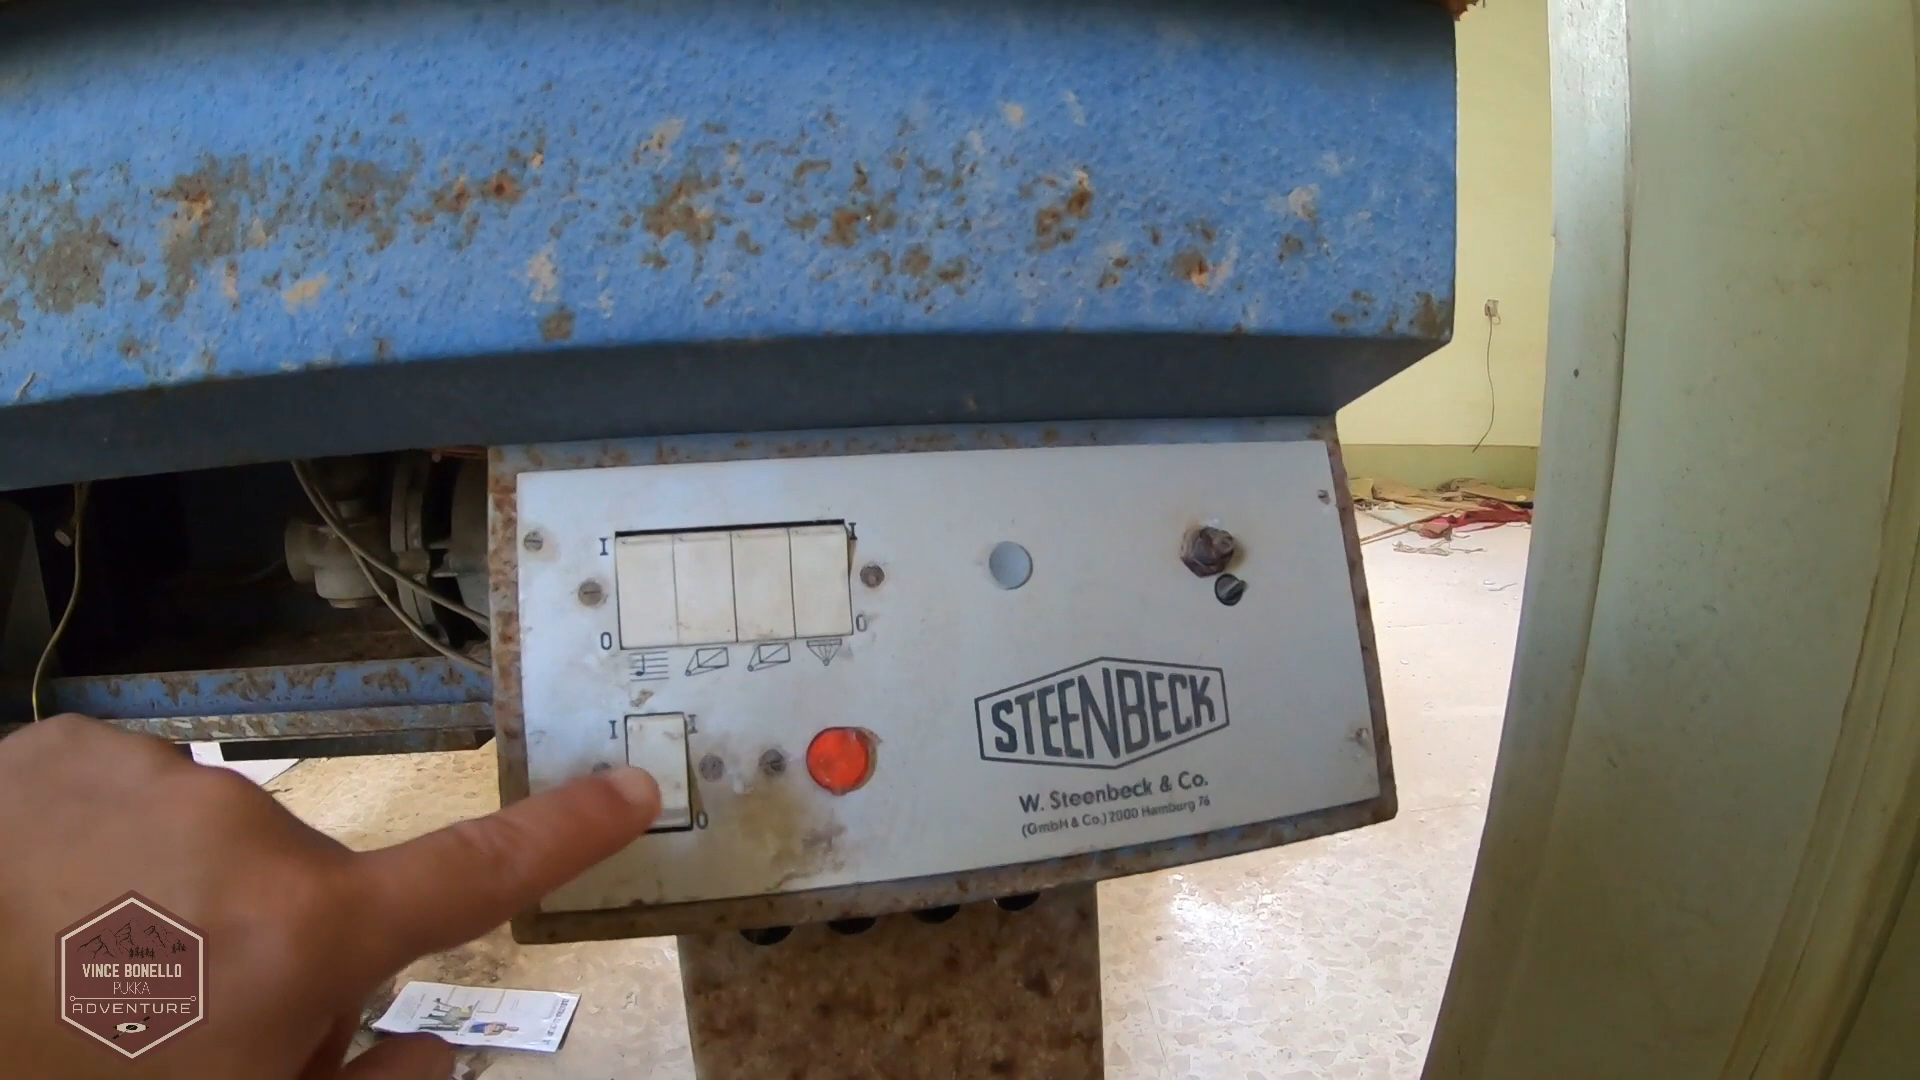 I
I
0
0
I
I
0
STEENBECK
W. Steenbeck & Co.
(GmbH & Co.) 2000 Hamburg 76
VINCE BONELLO
PUKKA
ADVENTURE